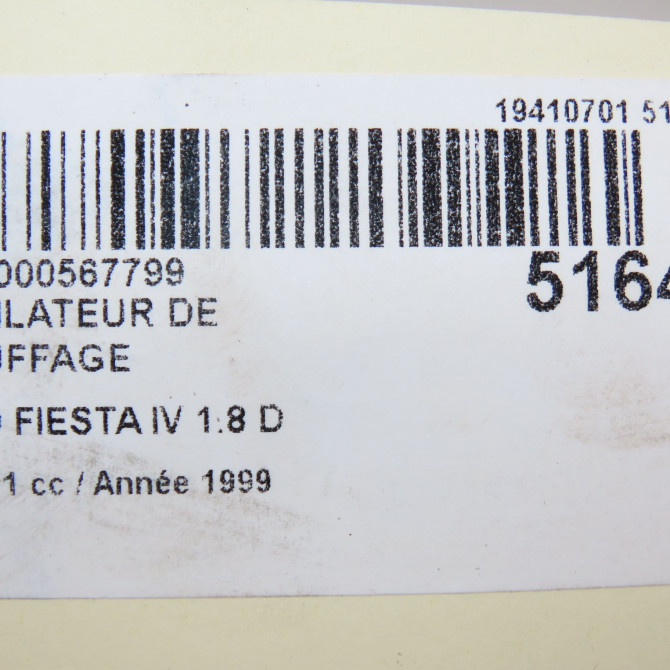 19410701 51
000567799
5164
ILATEUR DE
UFFAGE
FIESTA IV 1.8 D
1 cc / Année 1999